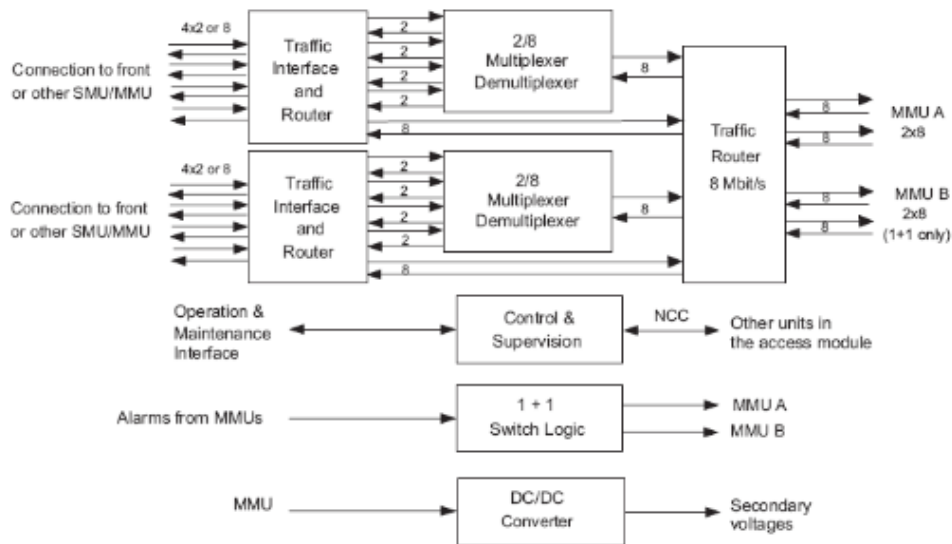 4x2 or 8
Connection to front
or other SMU/MMU
Traffic
Interface
and
Router
2
2
2
2
8
2/8
Multiplexer
Demultiplexer
8
Traffic
Router
8 Mbit/s
8
8
MMU A
2x8
8
8
MMU B
2x8
(1+1 only)
4x2 or 8
Connection to front
or other SMU/MMU
Traffic
Interface
and
Router
2
2
2
2
8
2/8
Multiplexer
Demultiplexer
8
Operation &
Maintenance
Interface
Control &
Supervision
NCC
Other units in
the access module
Alarms from MMUs
1 + 1
Switch Logic
MMU A
MMU B
MMU
DC/DC
Converter
Secondary
voltages